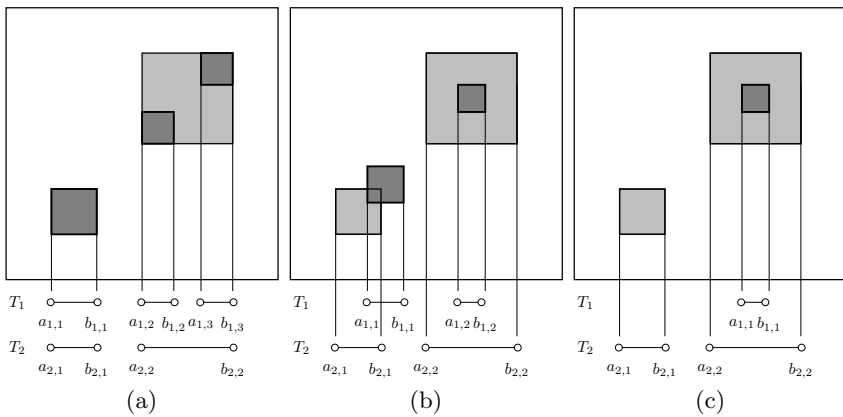 T1
a1,1 b1,1 a1,2 b1,2 a1,3 b1,3
T2
a2,1 b2,1 a2,2 b2,2
(a)
T1
a1,1 b1,1 a1,2 b1,2
T2
a2,1 b2,1 a2,2 b2,2
(b)
T1
a1,1 b1,1
T2
a2,1 b2,1 a2,2 b2,2
(c)